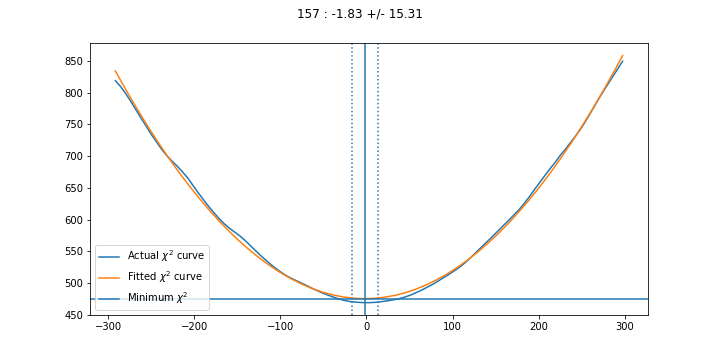 157 : -1.83 +/- 15.31
850
800
750
700
650
600
550
500
450
Actual χ² curve
Fitted χ² curve
Minimum χ²
−300 −200 −100 0 100 200 300